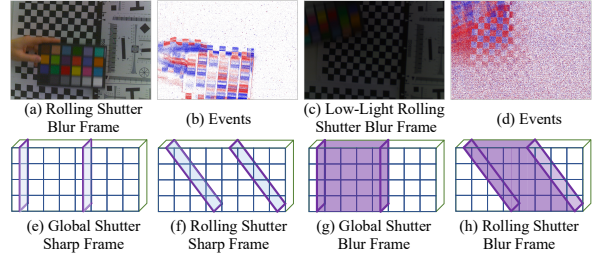 (a) Rolling Shutter
Blur Frame
(b) Events
(c) Low-Light Rolling
Shutter Blur Frame
(d) Events
(e) Global Shutter
Sharp Frame
(f) Rolling Shutter
Sharp Frame
(g) Global Shutter
Blur Frame
(h) Rolling Shutter
Blur Frame